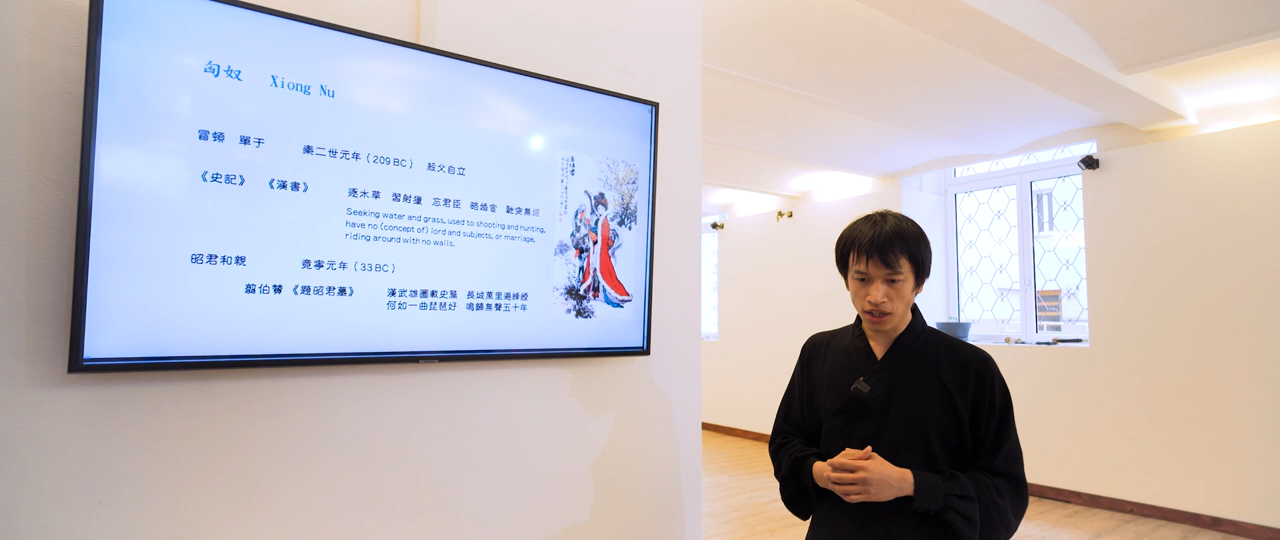 匈奴 Xiong Nu
冒頓 單于 秦二世元年（209 BC） 殺父自立
《史記》 《漢書》 逐水草 習射獵 忘君臣 略婚宦 馳突無垣
Seeking water and grass, used to shooting and hunting,
have no (concept of) lord and subjects, or marriage,
riding around with no walls.
昭君和親 竟寧元年（33 BC）
翦伯贊《題昭君墓》 漢武雄圖載史篇 長城萬里遍烽煙
何如一曲琵琶好 鳴鏑無聲五十年